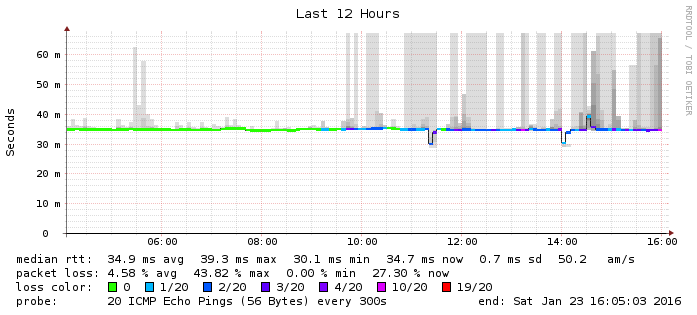 Last 12 Hours
RRDTOOL / TOBI OETIKER
Seconds
60 m
50 m
40 m
30 m
20 m
10 m
0
06:00 08:00 10:00 12:00 14:00 16:00
median rtt: 34.9 ms avg 39.3 ms max 30.1 ms min 34.7 ms now 0.7 ms sd 50.2 am/s
packet loss: 4.58 % avg 43.82 % max 0.00 % min 27.30 % now
loss color: 0 1/20 2/20 3/20 4/20 10/20 19/20
probe: 20 ICMP Echo Pings (56 Bytes) every 300s end: Sat Jan 23 16:05:03 2016